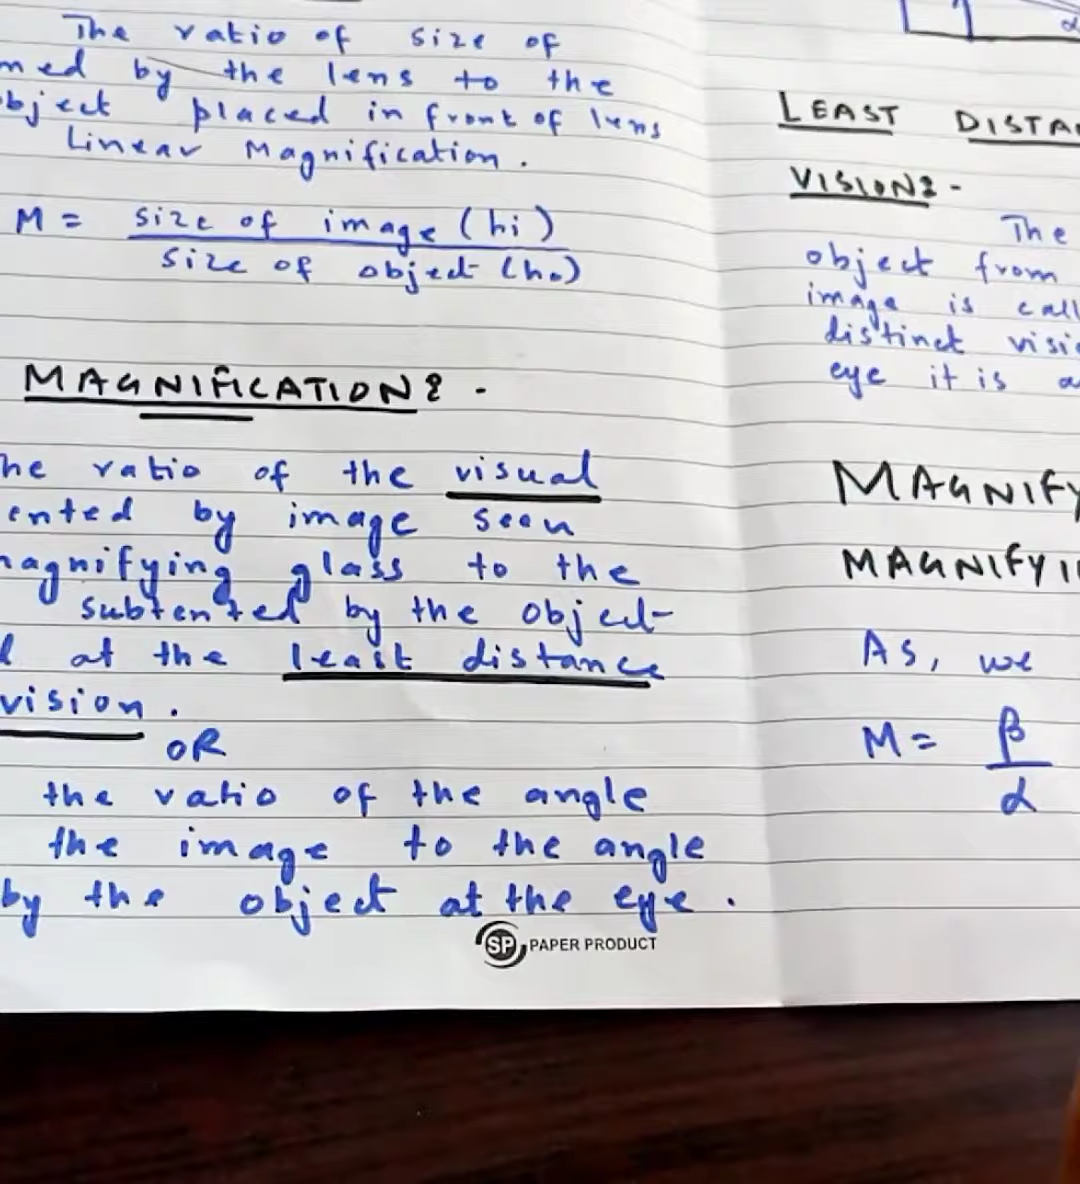 The ratio of size of
med by the lens to the
bject placed in front of lens
Linear Magnification.
M = size of image (hi)
size of object (ho)
MAGNIFICATION:-
he ratio of the visual
ented by image seen
agnifying glass to the
subtented by the object
at the least distance
vision.
OR
the ratio of the angle
the image to the angle
by the object at the eye.
SP PAPER PRODUCT
LEAST DISTA
VISION:-
The
object from
image is call
distinct visi
eye it is a
MAGNIFY
MAGNIFYI
As, we
M = β
α